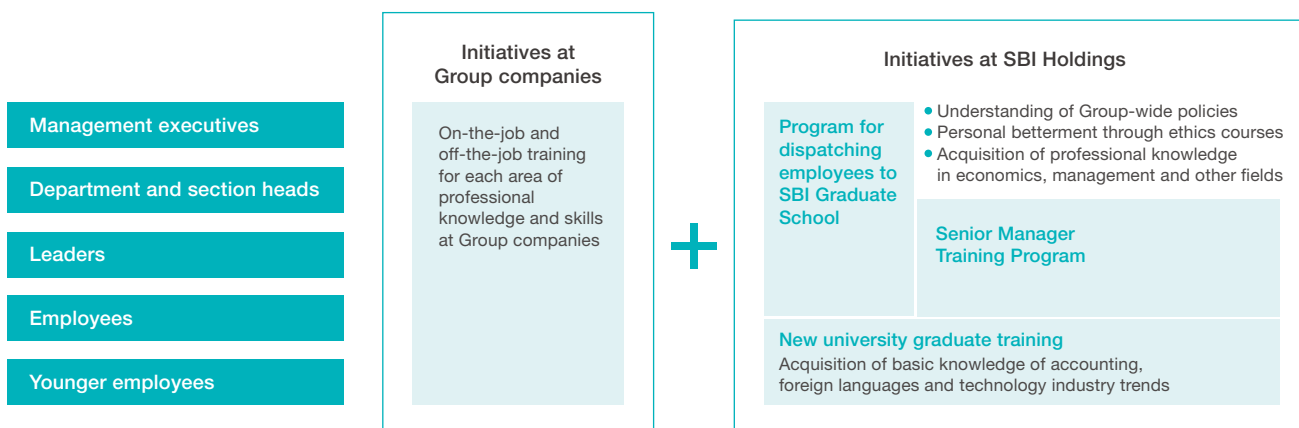 Management executives
Department and section heads
Leaders
Employees
Younger employees
Initiatives at
Group companies
On-the-job and
off-the-job training
for each area of
professional
knowledge and skills
at Group companies
+
Initiatives at SBI Holdings
Program for
dispatching
employees to
SBI Graduate
School
• Understanding of Group-wide policies
• Personal betterment through ethics courses
• Acquisition of professional knowledge
in economics, management and other fields
Senior Manager
Training Program
New university graduate training
Acquisition of basic knowledge of accounting,
foreign languages and technology industry trends